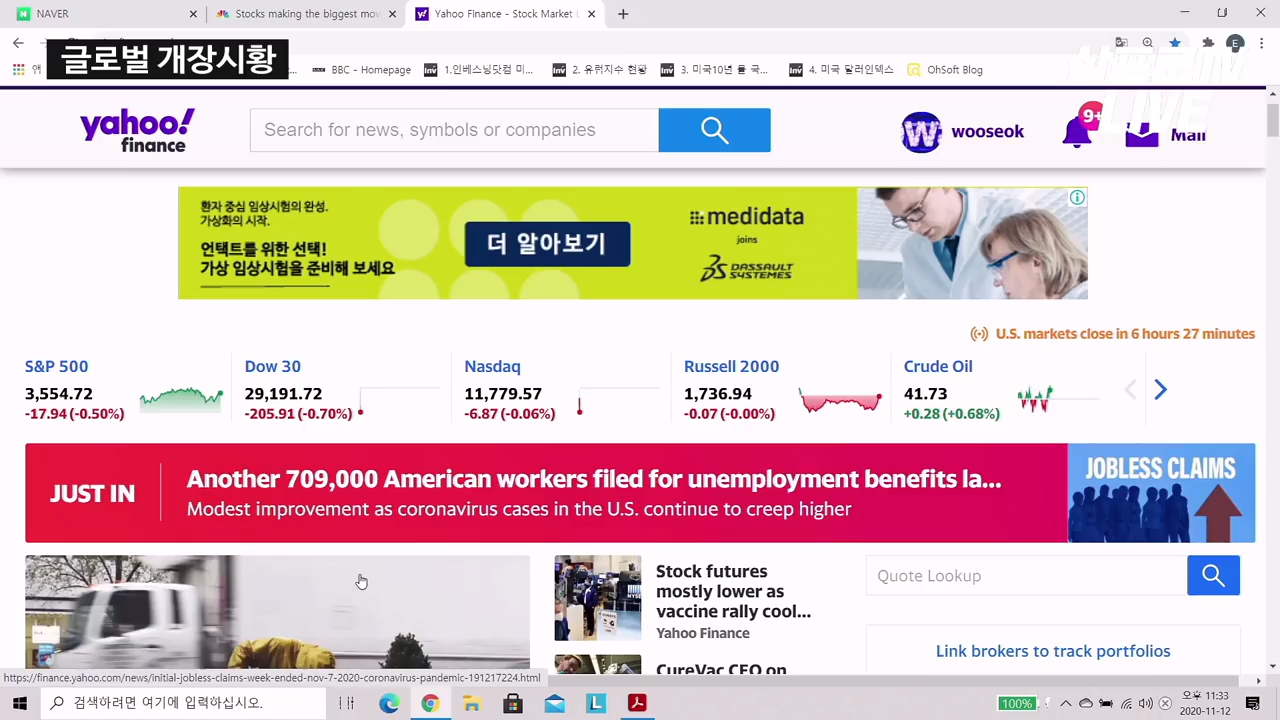 NAVER
Stocks making the biggest mov
Yahoo Finance - Stock Market L
글로벌 개장시황
BBC - Homepage
1.인베스닝닷컴 미...
2. 유럽지수 현황
3. 미국10년 률 국...
4. 미국 달러인덱스
OhSoft Blog
LIVE
yahoo!
finance
Search for news, symbols or companies
wooseok
9+
Mail
환자 중심 임상시험의 완성.
가상화의 시작.
언택트를 위한 선택!
가상 임상시험을 준비해 보세요
더 알아보기
medidata
joins
DASSAULT
SYSTEMES
U.S. markets close in 6 hours 27 minutes
S&P 500
3,554.72
-17.94 (-0.50%)
Dow 30
29,191.72
-205.91 (-0.70%)
Nasdaq
11,779.57
-6.87 (-0.06%)
Russell 2000
1,736.94
-0.07 (-0.00%)
Crude Oil
41.73
+0.28 (+0.68%)
JUST IN
Another 709,000 American workers filed for unemployment benefits la...
Modest improvement as coronavirus cases in the U.S. continue to creep higher
JOBLESS CLAIMS
Stock futures
mostly lower as
vaccine rally cool...
Yahoo Finance
CureVac CEO on
Quote Lookup
Link brokers to track portfolios
https://finance.yahoo.com/news/initial-jobless-claims-week-ended-nov-7-2020-coronavirus-pandemic-191217224.html
검색하려면 여기에 입력하십시오.
100%
오후 11:33
2020-11-12